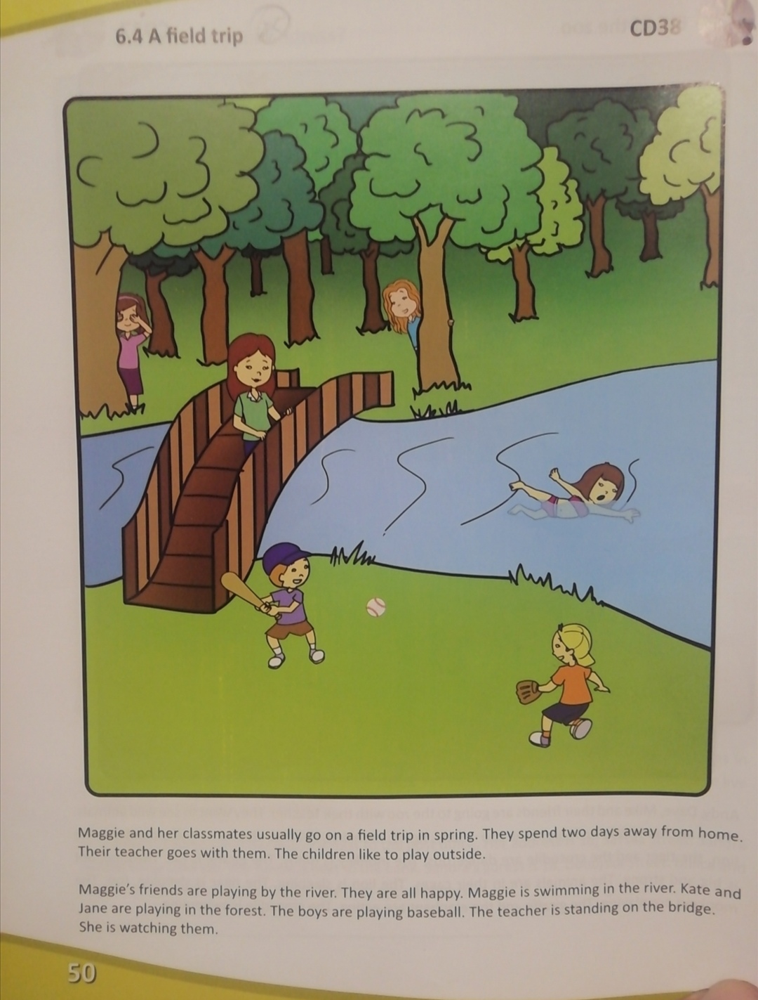 6.4 A field trip
CD38
Maggie and her classmates usually go on a field trip in spring. They spend two days away from home.
Their teacher goes with them. The children like to play outside.
Maggie's friends are playing by the river. They are all happy. Maggie is swimming in the river. Kate and
Jane are playing in the forest. The boys are playing baseball. The teacher is standing on the bridge.
She is watching them.
50